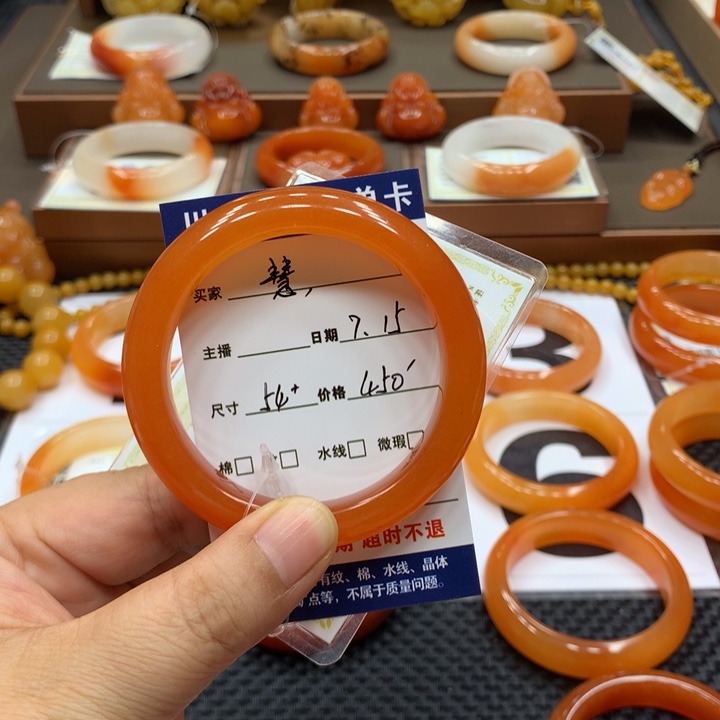 单卡
买家 慧,
主播 日期 7.15
尺寸 54+ 价格 450
棉□ □ 水线□ 微瑕□
期 超时不退
有纹、棉、水线、晶体
点等，不属于质量问题。